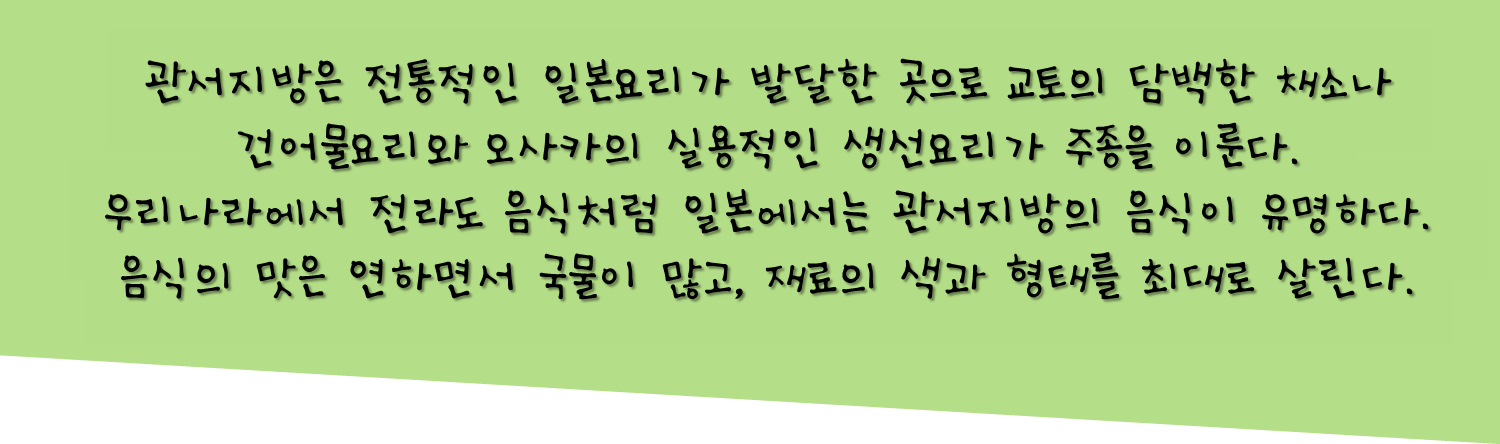 관서지방은 전통적인 일본요리가 발달한 곳으로 교토의 담백한 채소나
건어물요리와 오사카의 실용적인 생선요리가 주종을 이룬다.
우리나라에서 전라도 음식처럼 일본에서는 관서지방의 음식이 유명하다.
음식의 맛은 연하면서 국물이 많고, 재료의 색과 형태를 최대로 살린다.